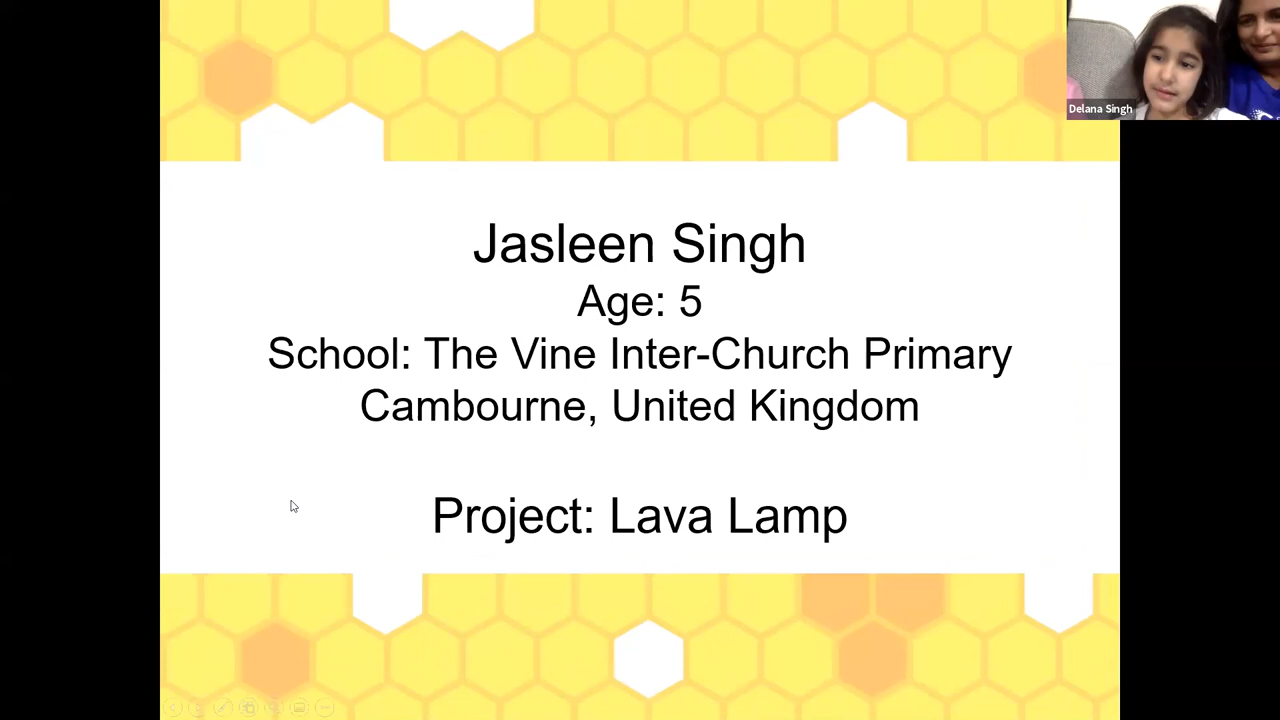 Delana Singh
Jasleen Singh
Age: 5
School: The Vine Inter-Church Primary
Cambourne, United Kingdom
Project: Lava Lamp